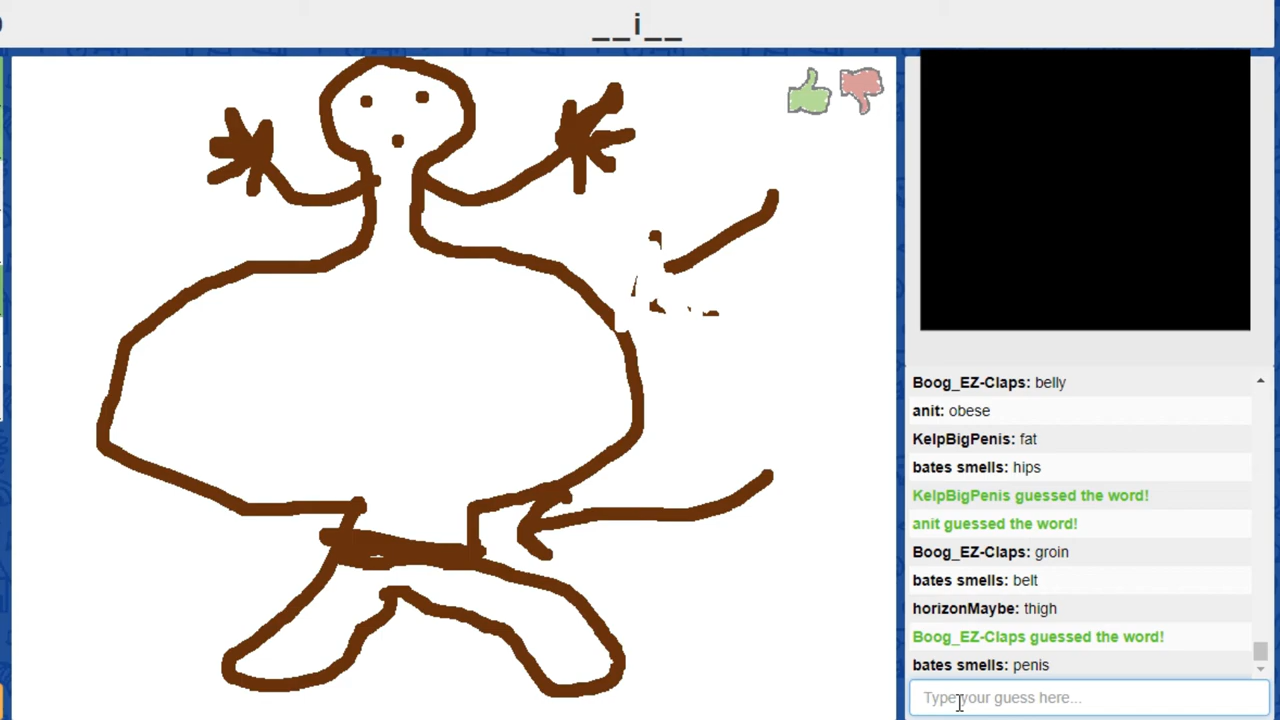 __i__
Boog_EZ-Claps: belly
anit: obese
KelpBigPenis: fat
bates smells: hips
KelpBigPenis guessed the word!
anit guessed the word!
Boog_EZ-Claps: groin
bates smells: belt
horizonMaybe: thigh
Boog_EZ-Claps guessed the word!
bates smells: penis
Type your guess here...